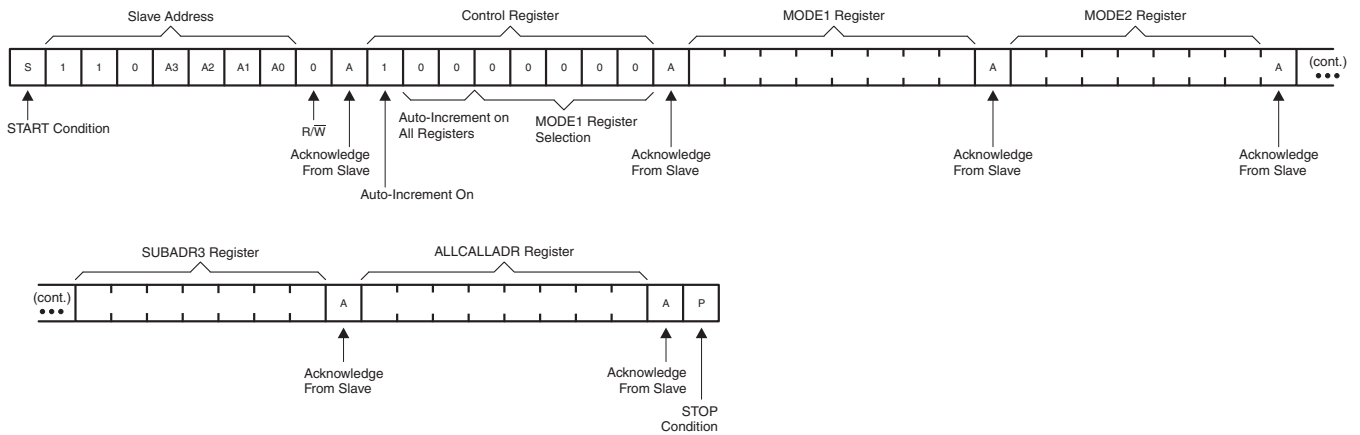 Slave Address
Control Register
MODE1 Register
MODE2 Register
S 1 1 0 A3 A2 A1 A0 0 A 1 0 0 0 0 0 0 0 A A A (cont.) •••
START Condition
R/W̅
Acknowledge
From Slave
Auto-Increment On
Auto-Increment on
All Registers
MODE1 Register
Selection
Acknowledge
From Slave
Acknowledge
From Slave
Acknowledge
From Slave
SUBADR3 Register
ALLCALLADR Register
(cont.) ••• A A P
Acknowledge
From Slave
Acknowledge
From Slave
STOP
Condition